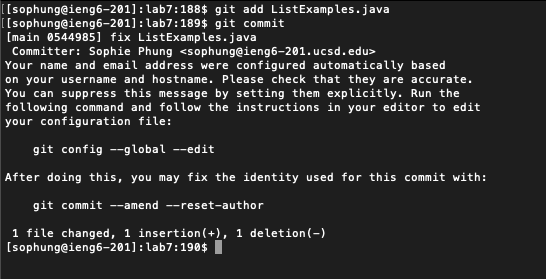 [[sophung@ieng6-201]:lab7:188$ git add ListExamples.java
[[sophung@ieng6-201]:lab7:189$ git commit
[main 0544985] fix ListExamples.java
 Committer: Sophie Phung <sophung@ieng6-201.ucsd.edu>
Your name and email address were configured automatically based
on your username and hostname. Please check that they are accurate.
You can suppress this message by setting them explicitly. Run the
following command and follow the instructions in your editor to edit
your configuration file:
    git config --global --edit
After doing this, you may fix the identity used for this commit with:
    git commit --amend --reset-author
 1 file changed, 1 insertion(+), 1 deletion(-)
[sophung@ieng6-201]:lab7:190$